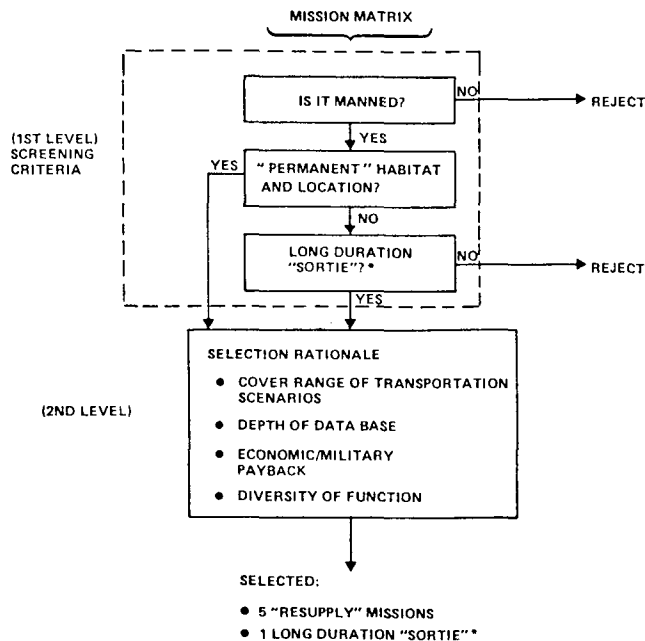 MISSION MATRIX
IS IT MANNED?
NO
REJECT
YES
(1ST LEVEL)
SCREENING
CRITERIA
YES
"PERMANENT" HABITAT
AND LOCATION?
NO
LONG DURATION
"SORTIE"?*
NO
REJECT
YES
SELECTION RATIONALE
● COVER RANGE OF TRANSPORTATION
SCENARIOS
(2ND LEVEL)
● DEPTH OF DATA BASE
● ECONOMIC/MILITARY
PAYBACK
● DIVERSITY OF FUNCTION
SELECTED:
● 5 "RESUPPLY" MISSIONS
● 1 LONG DURATION "SORTIE"*